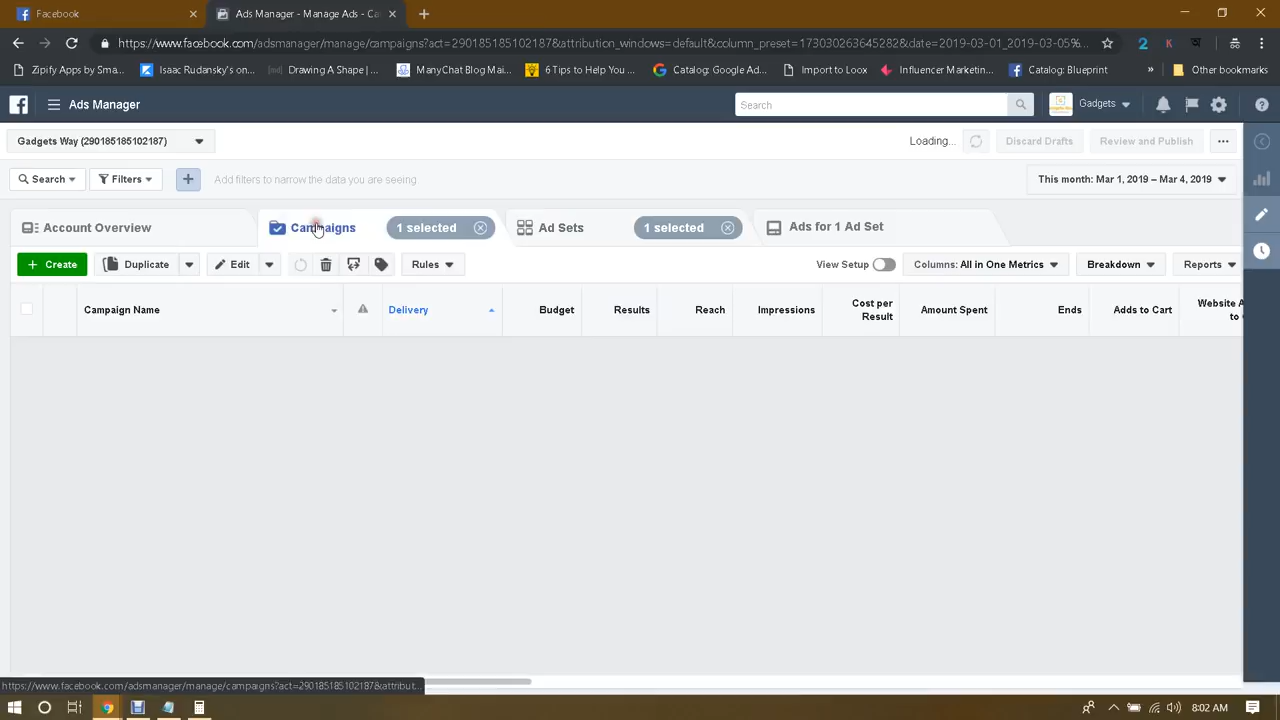 Facebook
Ads Manager - Manage Ads - Ca
https://www.facebook.com/adsmanager/manage/campaigns?act=290185185102187&attribution_windows=default&column_preset=173030263645282&date=2019-03-01_2019-03-05%...
Zipify Apps by Sma...
Isaac Rudansky's on...
Drawing A Shape | ...
ManyChat Blog Mai...
6 Tips to Help You ...
Catalog: Google Ad...
Import to Loox
Influencer Marketin...
Catalog: Blueprint
»
Other bookmarks
Ads Manager
Search
Gadgets
Gadgets Way (290185185102187)
Loading...
Discard Drafts
Review and Publish
Search
Filters
Add filters to narrow the data you are seeing
This month: Mar 1, 2019 – Mar 4, 2019
Account Overview
Campaigns
1 selected
Ad Sets
1 selected
Ads for 1 Ad Set
+ Create
Duplicate
Edit
Rules
View Setup
Columns: All in One Metrics
Breakdown
Reports
Campaign Name
Delivery
Budget
Results
Reach
Impressions
Cost per
Result
Amount Spent
Ends
Adds to Cart
Website A
to
https://www.facebook.com/adsmanager/manage/campaigns?act=290185185102187&attribut...
8:02 AM